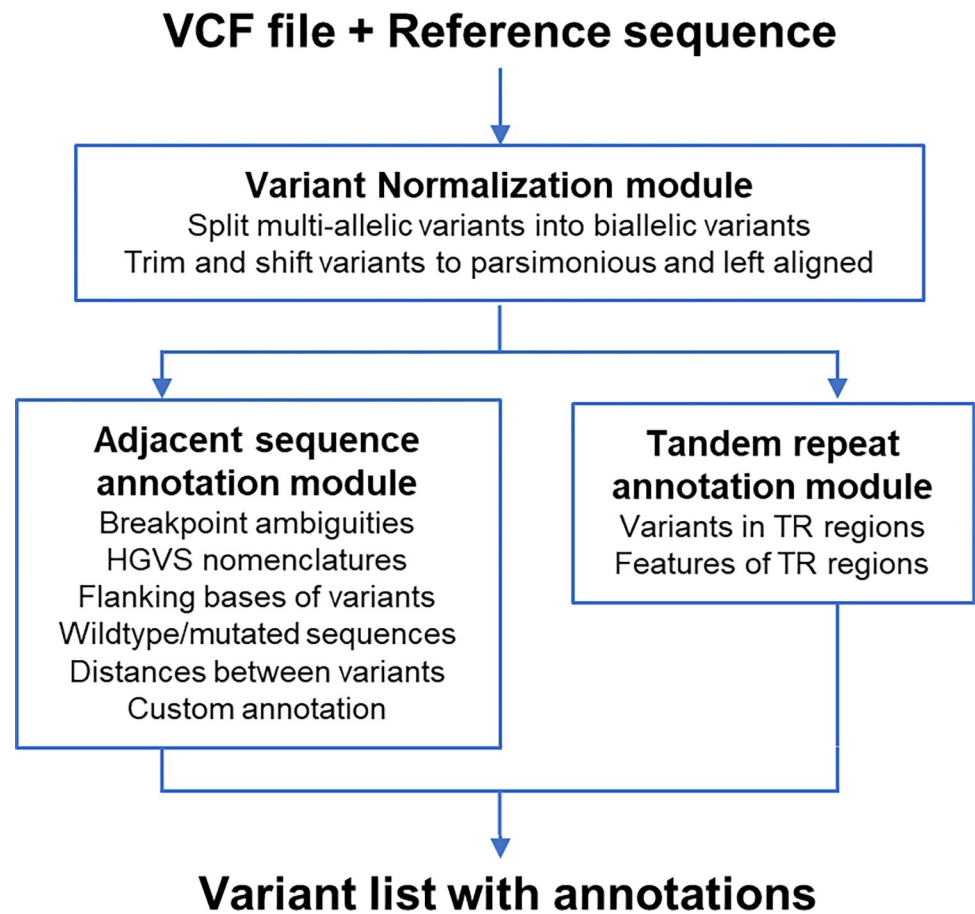 VCF file + Reference sequence
Variant Normalization module
Split multi-allelic variants into biallelic variants
Trim and shift variants to parsimonious and left aligned
Adjacent sequence
annotation module
Breakpoint ambiguities
HGVS nomenclatures
Flanking bases of variants
Wildtype/mutated sequences
Distances between variants
Custom annotation
Tandem repeat
annotation module
Variants in TR regions
Features of TR regions
Variant list with annotations